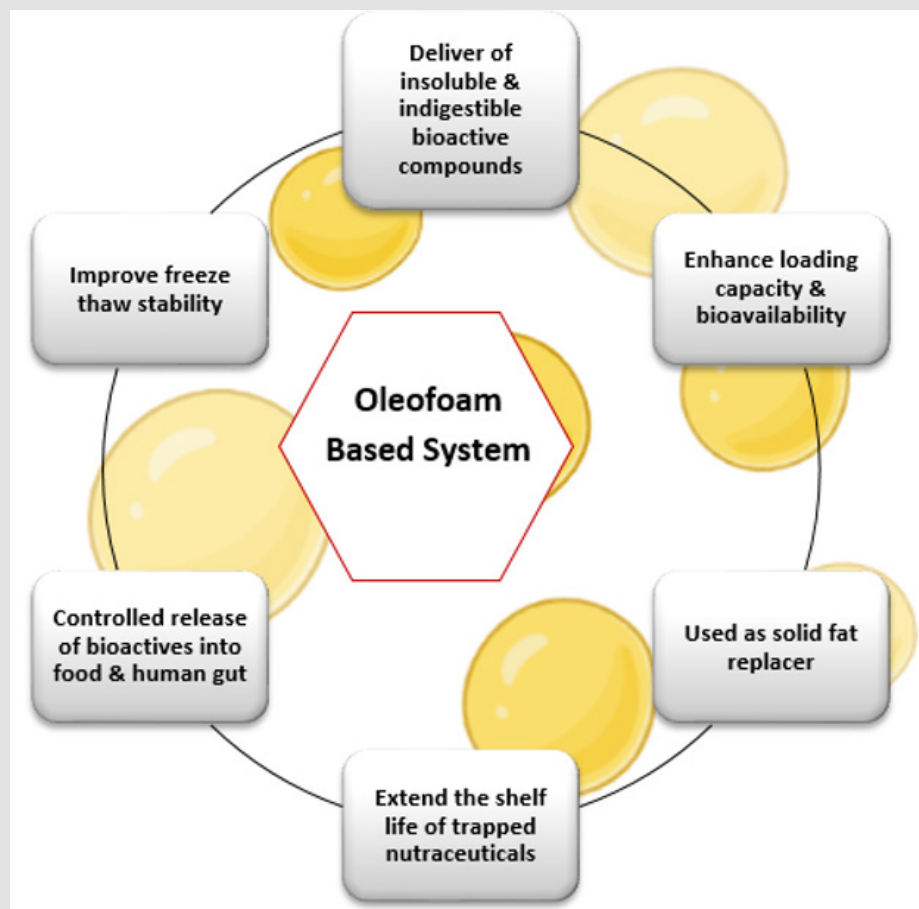 Deliver of
insoluble &
indigestible
bioactive
compounds
Improve freeze
thaw stability
Enhance loading
capacity &
bioavailability
Oleofoam
Based System
Controlled release
of bioactives into
food & human gut
Used as solid fat
replacer
Extend the shelf
life of trapped
nutraceuticals